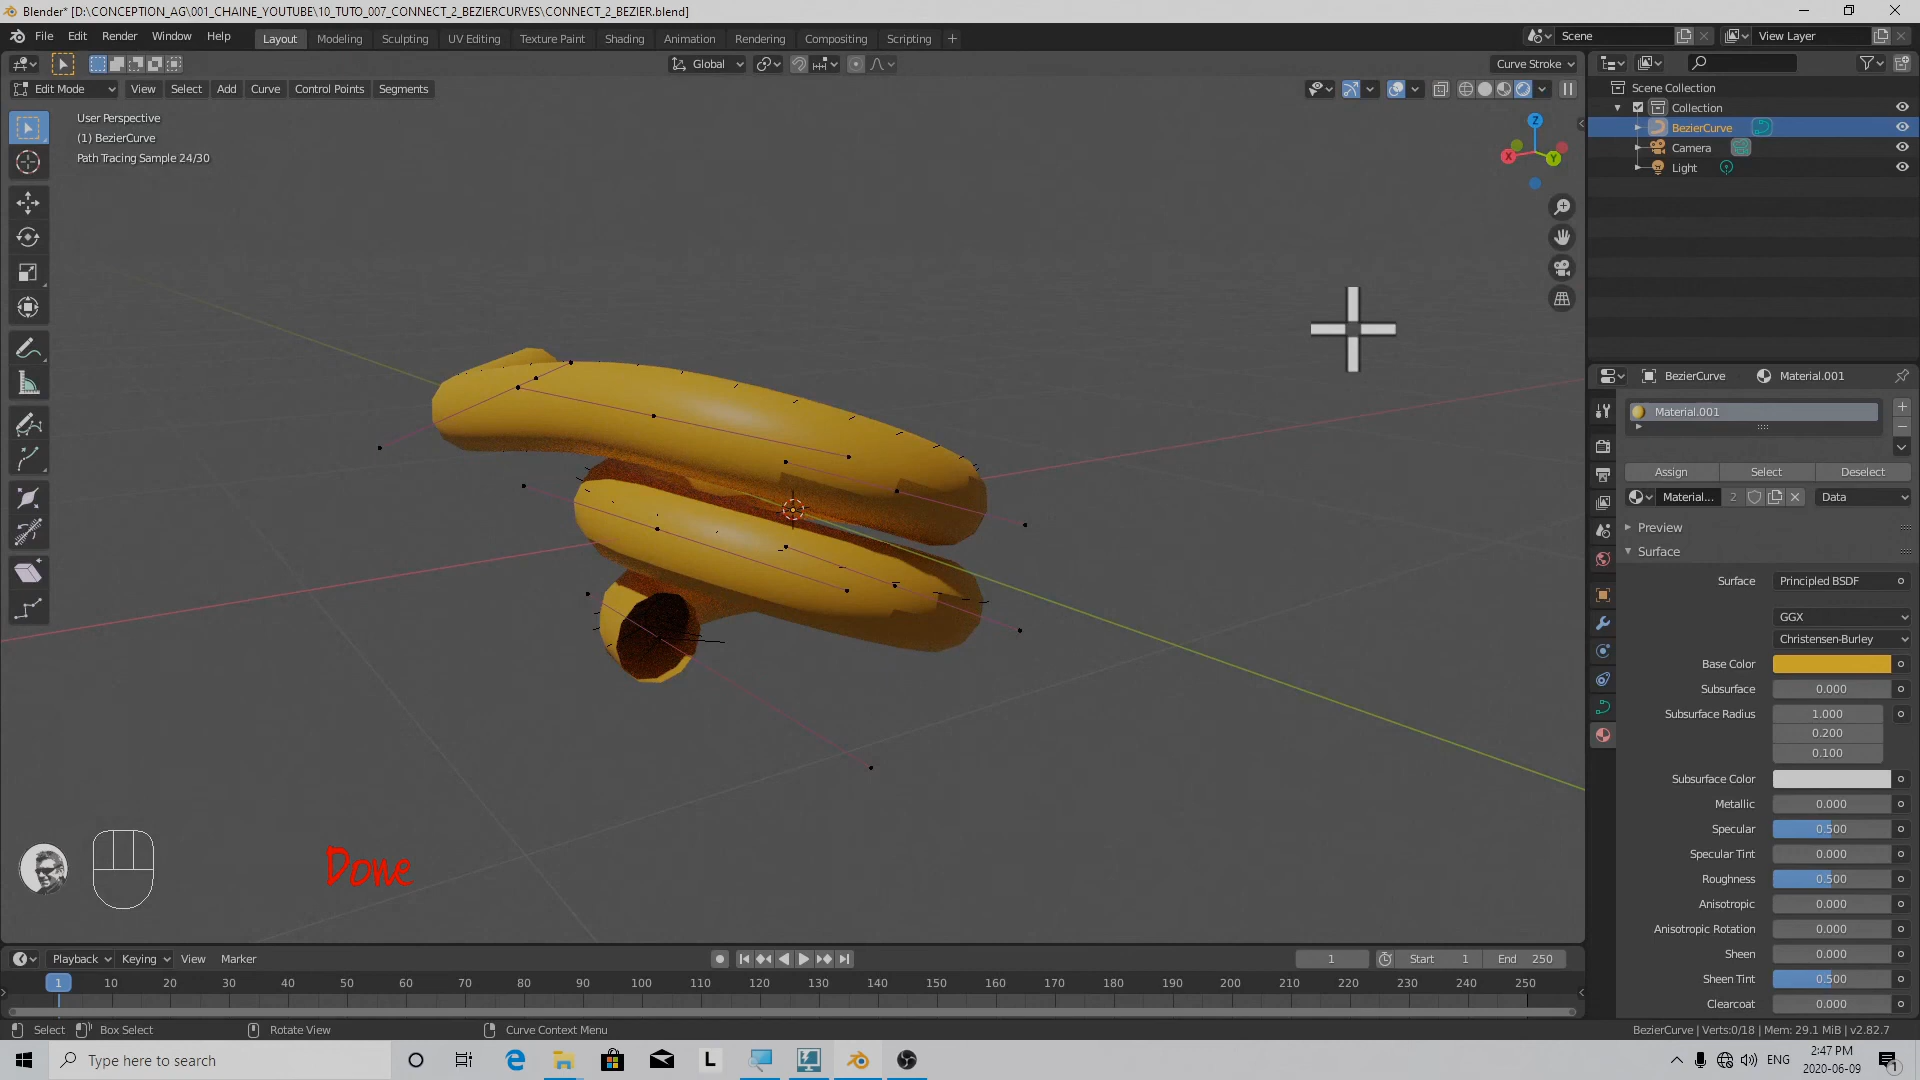 Blender* [D:\CONCEPTION_AG\001_CHAINE_YOUTUBE\10_TUTO_007_CONNECT_2_BEZIERCURVES\CONNECT_2_BEZIER.blend]
File Edit Render Window Help Layout Modeling Sculpting UV Editing Texture Paint Shading Animation Rendering Compositing Scripting Scene View Layer
Global Curve Stroke
Edit Mode View Select Add Curve Control Points Segments
Scene Collection
Collection
BezierCurve
Camera
Light
User Perspective
(1) BezierCurve
Path Tracing Sample 24/30
Z
X
Y
BezierCurve Material.001
Material.001
Assign Select Deselect
Material... 2 Data
Preview
Surface
Surface Principled BSDF
GGX
Christensen-Burley
Base Color
Subsurface 0.000
Subsurface Radius 1.000
0.200
0.100
Subsurface Color
Metallic 0.000
Specular 0.500
Specular Tint 0.000
Roughness 0.500
Anisotropic 0.000
Anisotropic Rotation 0.000
Sheen 0.000
Sheen Tint 0.500
Clearcoat 0.000
Done
Playback Keying View Marker 1 Start 1 End 250
1 10 20 30 40 50 60 70 80 90 100 110 120 130 140 150 160 170 180 190 200 210 220 230 240 250
Select Box Select Rotate View Curve Context Menu BezierCurve | Verts:0/18 | Mem: 29.1 MiB | v2.82.7
Type here to search
L
ENG
2:47 PM
2020-06-09
1